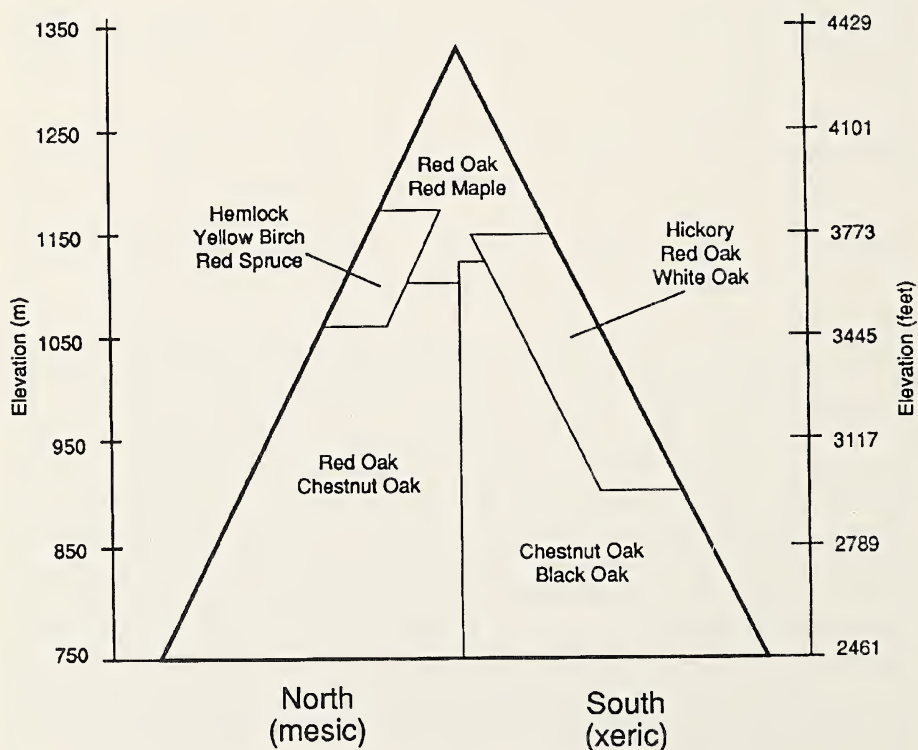 1350
1250
1150
1050
950
850
750
Elevation (m)
4429
4101
3773
3445
3117
2789
2461
Elevation (feet)
Red Oak
Red Maple
Hemlock
Yellow Birch
Red Spruce
Hickory
Red Oak
White Oak
Red Oak
Chestnut Oak
Chestnut Oak
Black Oak
North
(mesic)
South
(xeric)